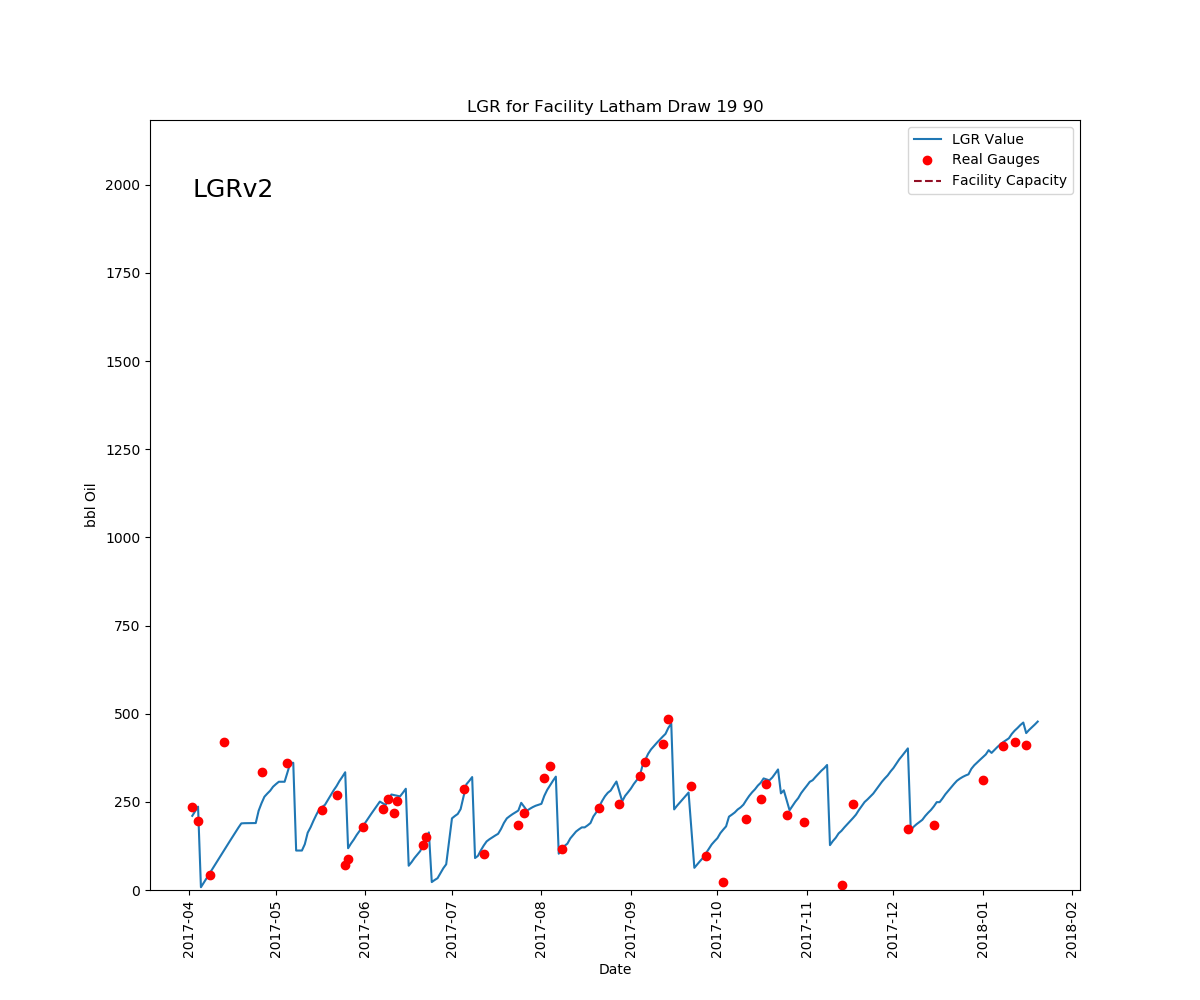 LGR for Facility Latham Draw 19 90
LGR Value
Real Gauges
Facility Capacity
LGRv2
2000
1750
1500
1250
1000
750
500
250
0
bbl Oil
2017-04
2017-05
2017-06
2017-07
2017-08
2017-09
2017-10
2017-11
2017-12
2018-01
2018-02
Date